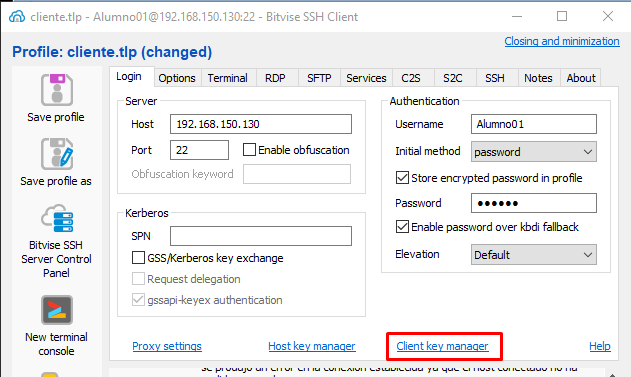 cliente.tlp - Alumno01@192.168.150.130:22 - Bitvise SSH Client
Profile: cliente.tlp (changed)
Closing and minimization
Save profile
Save profile as
Bitvise SSH
Server Control
Panel
New terminal
console
Login Options Terminal RDP SFTP Services C2S S2C SSH Notes About
Server
Host 192.168.150.130
Port 22 Enable obfuscation
Obfuscation keyword
Kerberos
SPN
GSS/Kerberos key exchange
Request delegation
gssapi-keyex authentication
Authentication
Username Alumno01
Initial method password
Store encrypted password in profile
Password ●●●●●●
Enable password over kbdi fallback
Elevation Default
Proxy settings Host key manager Client key manager Help
se produjo un error en la conexión establecida ya que el host conectado no ha